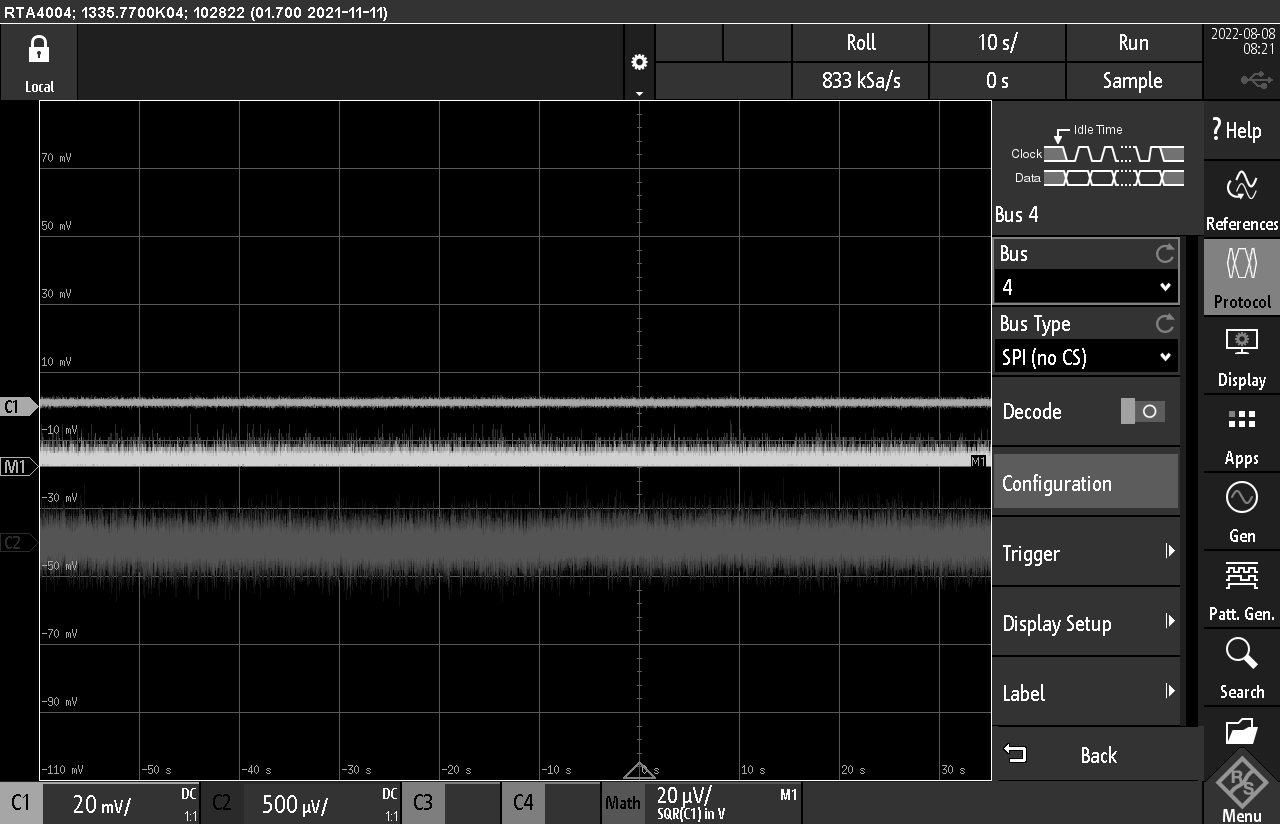 RTA4004; 1335.7700K04; 102822 (01.700 2021-11-11)
Local
Roll
10 s/
Run
833 kSa/s
0 s
Sample
2022-08-08
08:21
70 mV
50 mV
30 mV
10 mV
-10 mV
-30 mV
-50 mV
-70 mV
-90 mV
-110 mV
-50 s
-40 s
-30 s
-20 s
-10 s
0 s
10 s
20 s
30 s
C1
M1
C2
M1
Idle Time
Clock
Data
Bus 4
Bus
4
Bus Type
SPI (no CS)
Decode
Configuration
Trigger
Display Setup
Label
Back
? Help
References
Protocol
Display
Apps
Gen
Patt. Gen.
Search
R/S
Menu
C1
20 mV/
DC
1:1
C2
500 µV/
DC
1:1
C3
C4
Math
20 µV/
SQR(C1) in V
M1